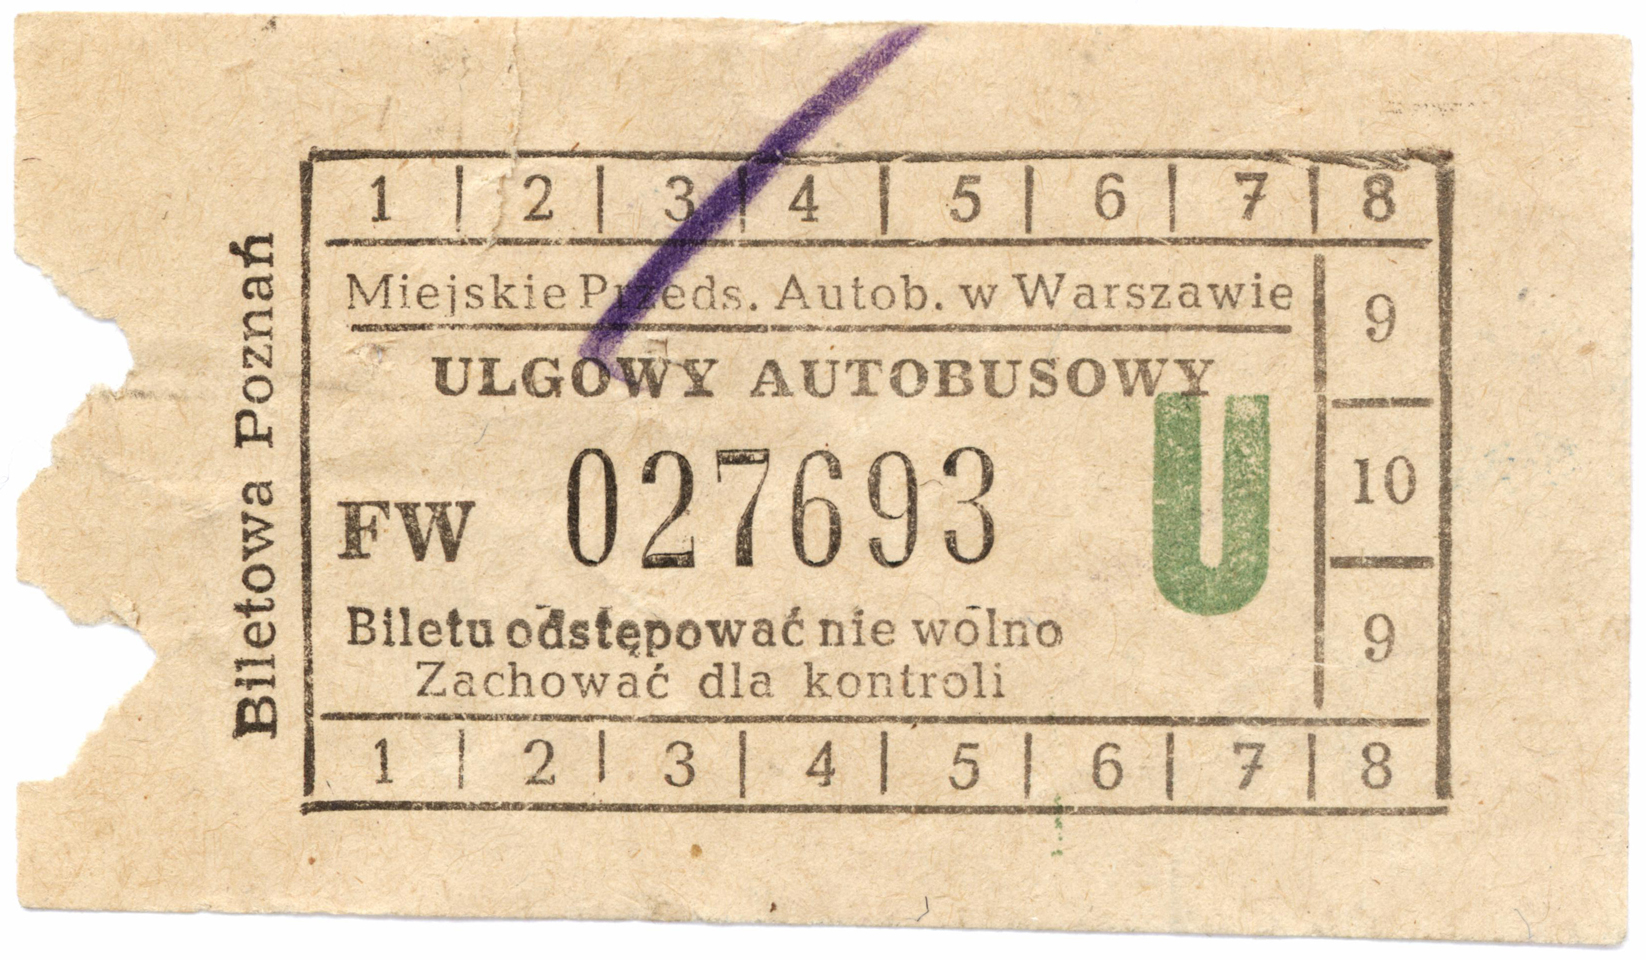 Biletowa Poznań
1 | 2 | 3 | 4 | 5 | 6 | 7 | 8
Miejskie Przeds. Autob. w Warszawie
9
ULGOWY AUTOBUSOWY
U
10
FW 027693
Biletu odstępować nie wolno
9
Zachować dla kontroli
1 | 2 | 3 | 4 | 5 | 6 | 7 | 8